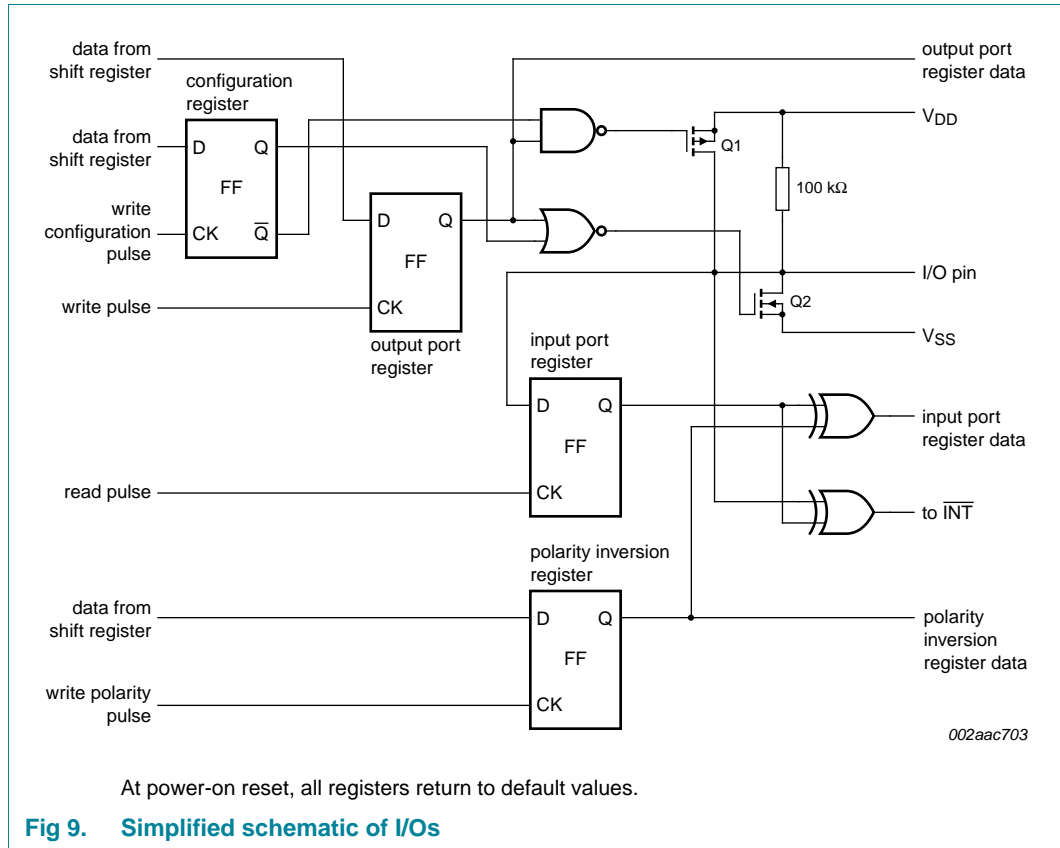 data from
shift register
output port
register data
configuration
register
V_DD
Q1
data from
shift register
D
Q
FF
100 kΩ
write
configuration
pulse
CK
Q̅
D
Q
FF
I/O pin
Q2
write pulse
CK
V_SS
output port
register
input port
register
D
Q
FF
input port
register data
read pulse
CK
to I̅N̅T̅
polarity inversion
register
data from
shift register
D
Q
FF
polarity
inversion
register data
write polarity
pulse
CK
002aac703
At power-on reset, all registers return to default values.
Fig 9. Simplified schematic of I/Os